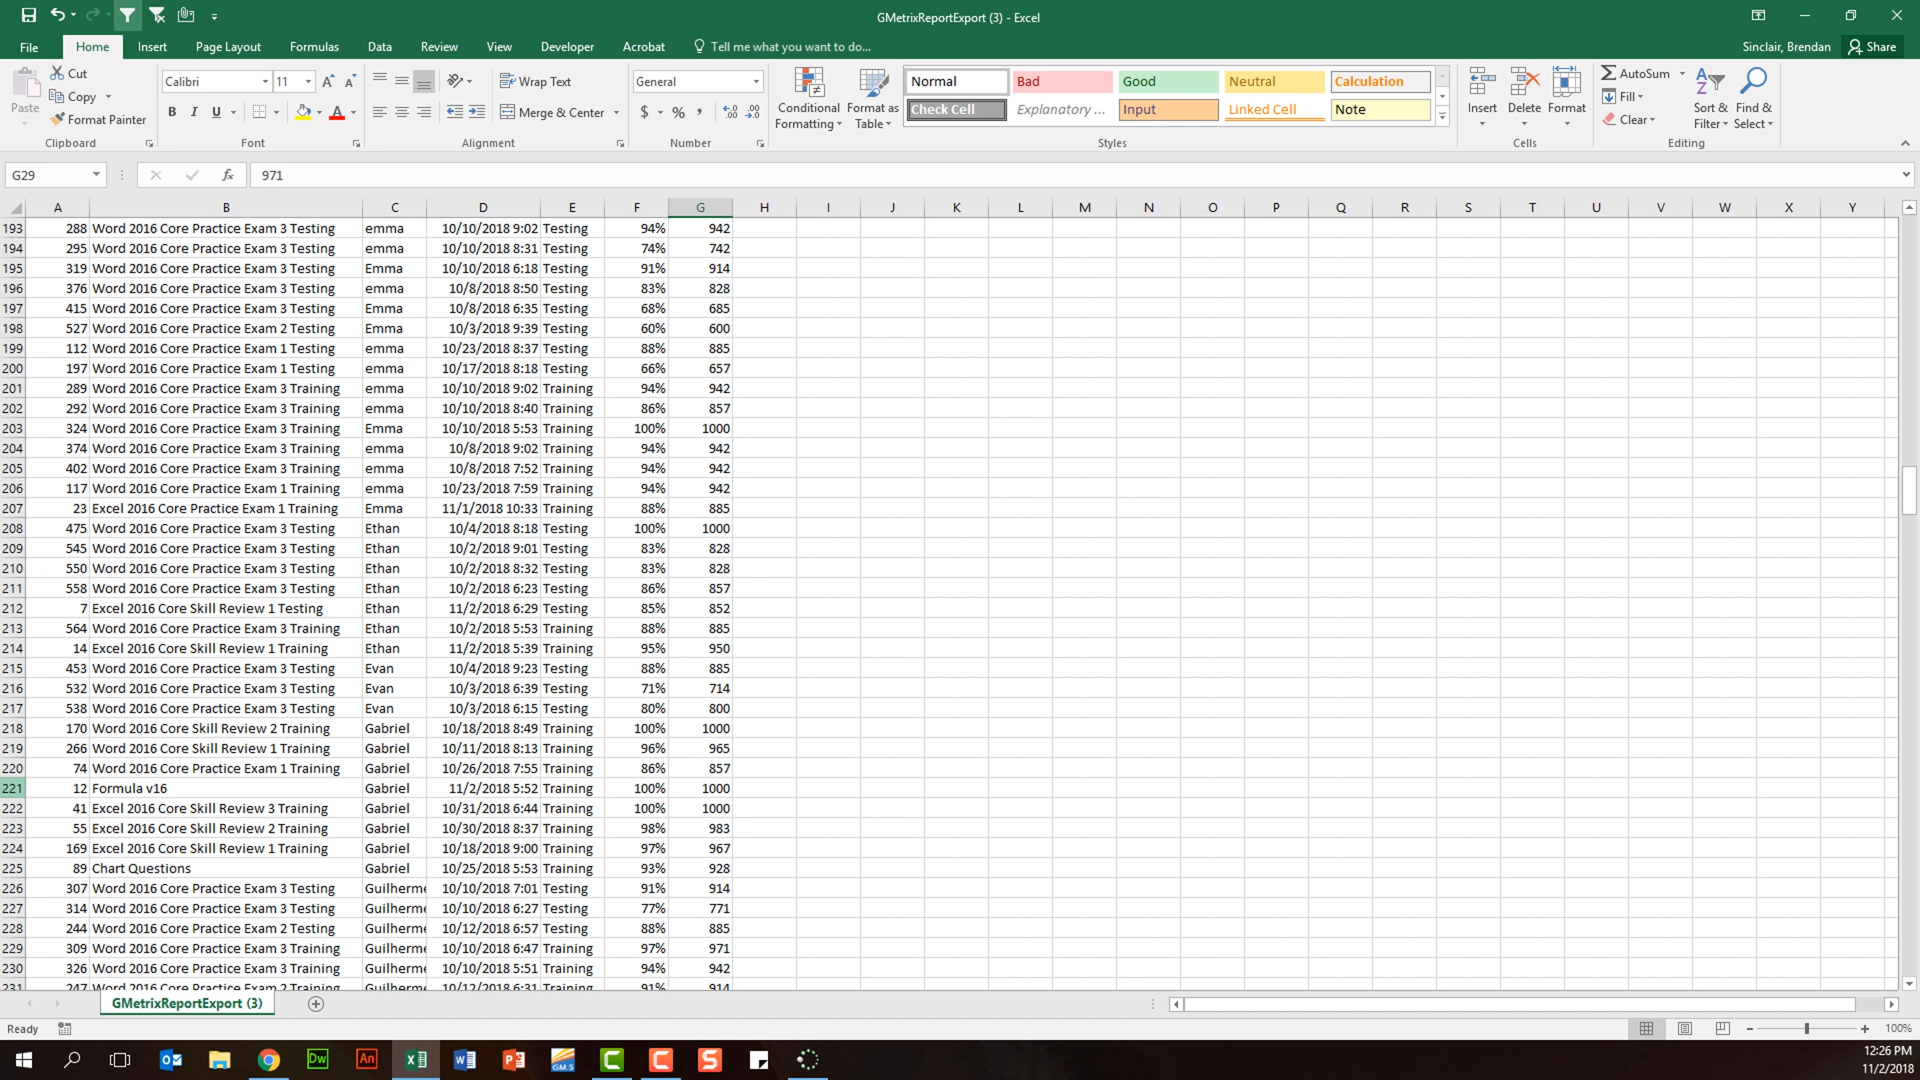 GMetrixReportExport (3) - Excel
File Home Insert Page Layout Formulas Data Review View Developer Acrobat Tell me what you want to do... Sinclair, Brendan Share
Paste Cut Copy Format Painter Clipboard
Calibri 11 B I U A Font
Wrap Text Merge & Center Alignment
General $ % , Number
Conditional Formatting Format as Table
Normal Bad Good Neutral Calculation
Check Cell Explanatory ... Input Linked Cell Note
Styles
Insert Delete Format Cells
AutoSum Fill Clear Sort & Filter Find & Select Editing
G29 fx 971
A B C D E F G H I J K L M N O P Q R S T U V W X Y
193 288 Word 2016 Core Practice Exam 3 Testing emma 10/10/2018 9:02 Testing 94% 942
194 295 Word 2016 Core Practice Exam 3 Testing emma 10/10/2018 8:31 Testing 74% 742
195 319 Word 2016 Core Practice Exam 3 Testing Emma 10/10/2018 6:18 Testing 91% 914
196 376 Word 2016 Core Practice Exam 3 Testing emma 10/8/2018 8:50 Testing 83% 828
197 415 Word 2016 Core Practice Exam 3 Testing Emma 10/8/2018 6:35 Testing 68% 685
198 527 Word 2016 Core Practice Exam 2 Testing Emma 10/3/2018 9:39 Testing 60% 600
199 112 Word 2016 Core Practice Exam 1 Testing emma 10/23/2018 8:37 Testing 88% 885
200 197 Word 2016 Core Practice Exam 1 Testing emma 10/17/2018 8:18 Testing 66% 657
201 289 Word 2016 Core Practice Exam 3 Training emma 10/10/2018 9:02 Training 94% 942
202 292 Word 2016 Core Practice Exam 3 Training emma 10/10/2018 8:40 Training 86% 857
203 324 Word 2016 Core Practice Exam 3 Training Emma 10/10/2018 5:53 Training 100% 1000
204 374 Word 2016 Core Practice Exam 3 Training emma 10/8/2018 9:02 Training 94% 942
205 402 Word 2016 Core Practice Exam 3 Training emma 10/8/2018 7:52 Training 94% 942
206 117 Word 2016 Core Practice Exam 1 Training emma 10/23/2018 7:59 Training 94% 942
207 23 Excel 2016 Core Practice Exam 1 Training Emma 11/1/2018 10:33 Training 88% 885
208 475 Word 2016 Core Practice Exam 3 Testing Ethan 10/4/2018 8:18 Testing 100% 1000
209 545 Word 2016 Core Practice Exam 3 Testing Ethan 10/2/2018 9:01 Testing 83% 828
210 550 Word 2016 Core Practice Exam 3 Testing Ethan 10/2/2018 8:32 Testing 83% 828
211 558 Word 2016 Core Practice Exam 3 Testing Ethan 10/2/2018 6:23 Testing 86% 857
212 7 Excel 2016 Core Skill Review 1 Testing Ethan 11/2/2018 6:29 Testing 85% 852
213 564 Word 2016 Core Practice Exam 3 Training Ethan 10/2/2018 5:53 Training 88% 885
214 14 Excel 2016 Core Skill Review 1 Training Ethan 11/2/2018 5:39 Training 95% 950
215 453 Word 2016 Core Practice Exam 3 Testing Evan 10/4/2018 9:23 Testing 88% 885
216 532 Word 2016 Core Practice Exam 3 Testing Evan 10/3/2018 6:39 Testing 71% 714
217 538 Word 2016 Core Practice Exam 3 Testing Evan 10/3/2018 6:15 Testing 80% 800
218 170 Word 2016 Core Skill Review 2 Training Gabriel 10/18/2018 8:49 Training 100% 1000
219 266 Word 2016 Core Skill Review 1 Training Gabriel 10/11/2018 8:13 Training 96% 965
220 74 Word 2016 Core Practice Exam 1 Training Gabriel 10/26/2018 7:55 Training 86% 857
221 12 Formula v16 Gabriel 11/2/2018 5:52 Training 100% 1000
222 41 Excel 2016 Core Skill Review 3 Training Gabriel 10/31/2018 6:44 Training 100% 1000
223 55 Excel 2016 Core Skill Review 2 Training Gabriel 10/30/2018 8:37 Training 98% 983
224 169 Excel 2016 Core Skill Review 1 Training Gabriel 10/18/2018 9:00 Training 97% 967
225 89 Chart Questions Gabriel 10/25/2018 5:53 Training 93% 928
226 307 Word 2016 Core Practice Exam 3 Testing Guilherme 10/10/2018 7:01 Testing 91% 914
227 314 Word 2016 Core Practice Exam 3 Testing Guilherme 10/10/2018 6:27 Testing 77% 771
228 244 Word 2016 Core Practice Exam 2 Testing Guilherme 10/12/2018 6:57 Testing 88% 885
229 309 Word 2016 Core Practice Exam 3 Training Guilherme 10/10/2018 6:47 Training 97% 971
230 326 Word 2016 Core Practice Exam 3 Training Guilherme 10/10/2018 5:51 Training 94% 942
231 247 Word 2016 Core Practice Exam 2 Training Guilherme 10/12/2018 6:31 Training 91% 914
GMetrixReportExport (3)
Ready 100%
12:26 PM
11/2/2018